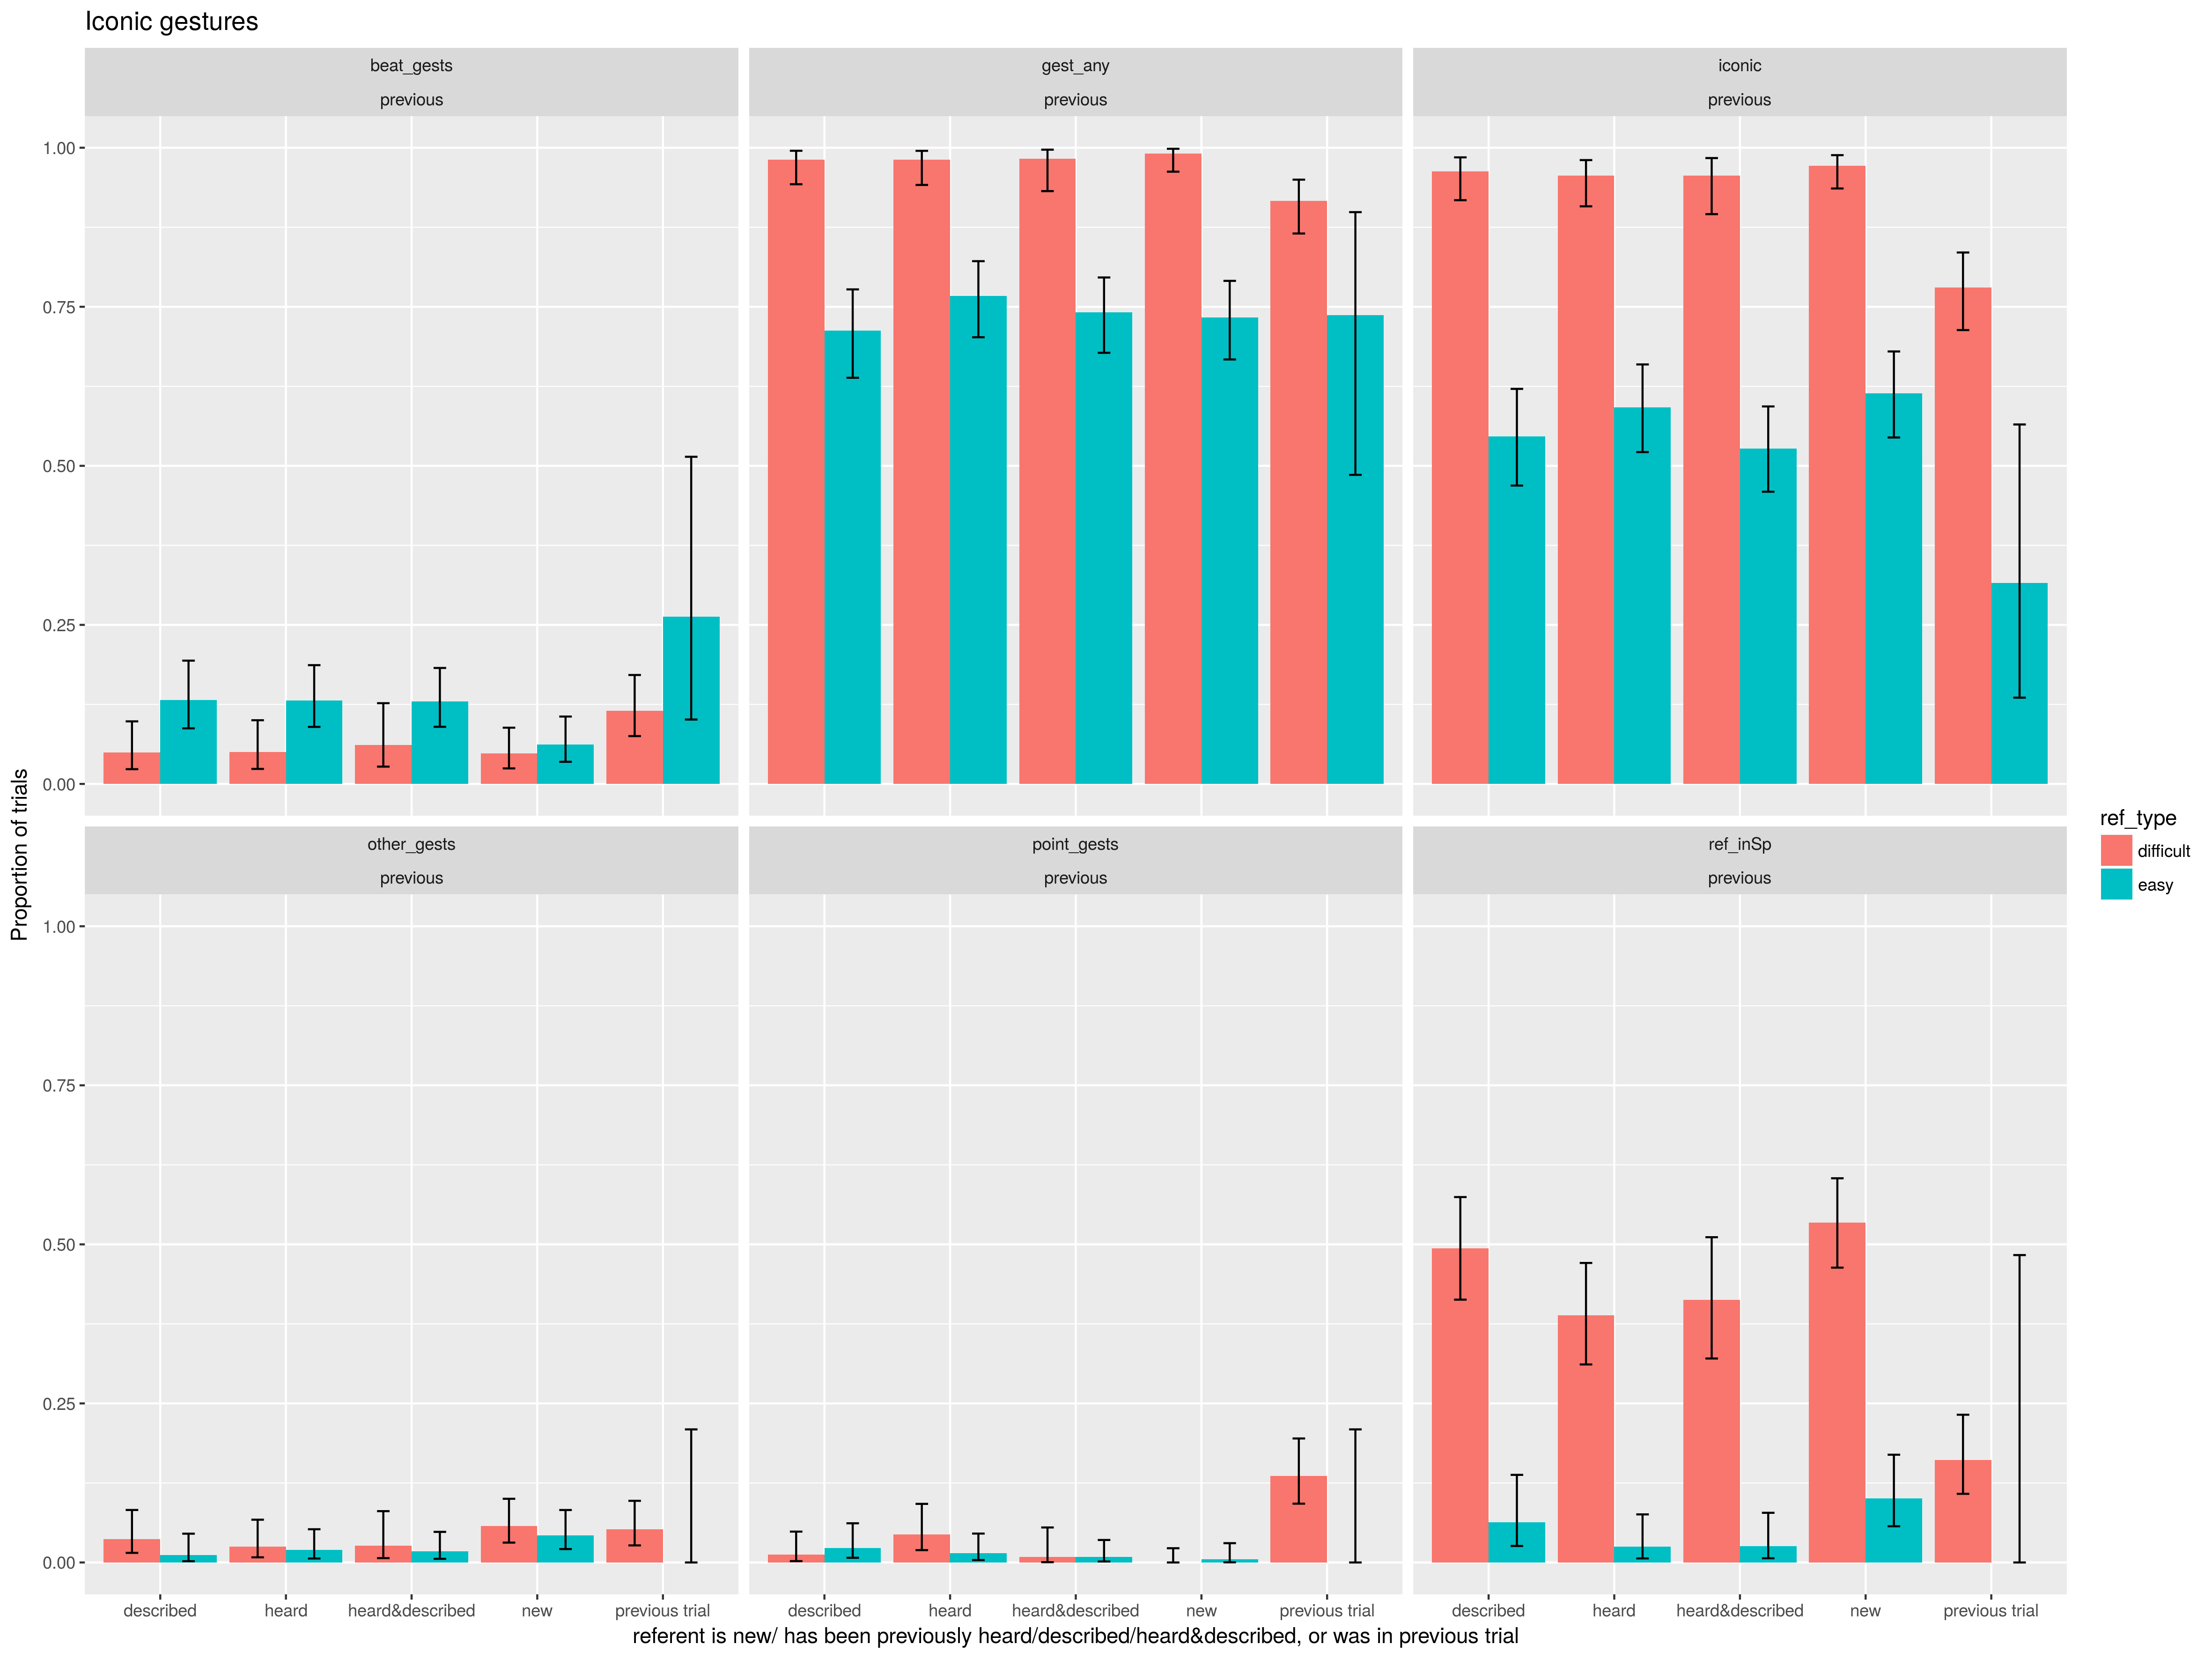 Iconic gestures
beat_gests
previous
gest_any
previous
iconic
previous
1.00
0.75
0.50
0.25
0.00
Proportion of trials
other_gests
previous
point_gests
previous
ref_inSp
previous
1.00
0.75
0.50
0.25
0.00
described heard heard&described new previous trial
described heard heard&described new previous trial
described heard heard&described new previous trial
referent is new/ has been previously heard/described/heard&described, or was in previous trial
ref_type
difficult
easy